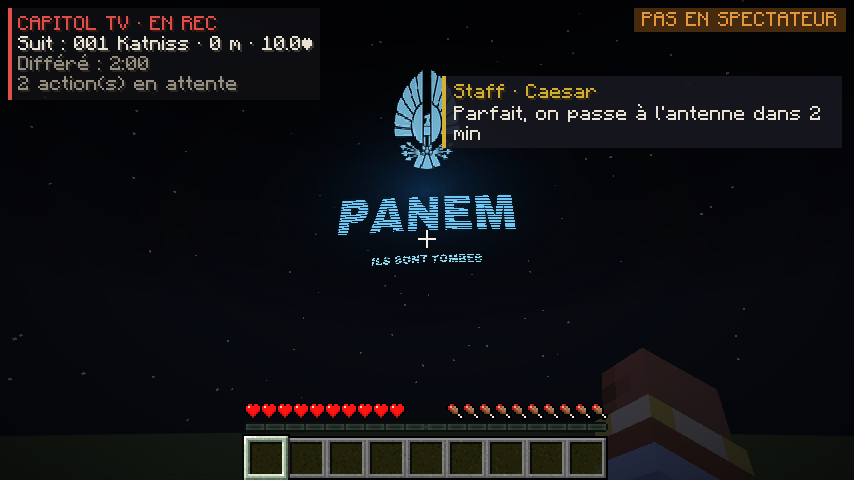 CAPITOL TV · EN REC
Suit : 001 Katniss · 0 m · 10.0♥
Différé : 2:00
2 action(s) en attente
PAS EN SPECTATEUR
Staff · Caesar
Parfait, on passe à l'antenne dans 2
min
PANEM
ILS SONT TOMBES